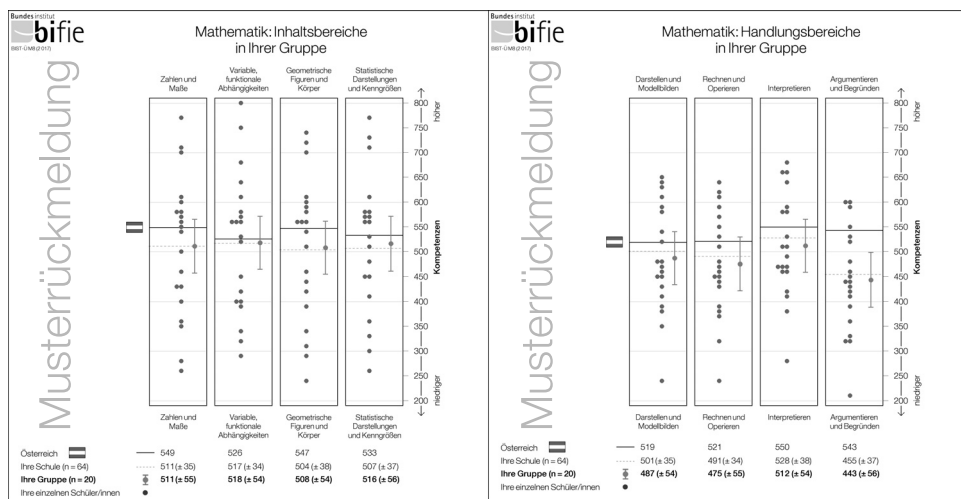 Bundesinstitut
bifie
BIST-Ü M8 (2017)
Musterrückmeldung
Mathematik: Inhaltsbereiche
in Ihrer Gruppe
Zahlen und
Maße
Variable,
funktionale
Abhängigkeiten
Geometrische
Figuren und
Körper
Statistische
Darstellungen
und Kenngrößen
höher
800
750
700
650
600
550
500
450
400
350
300
250
200
Kompetenzen
niedriger
Zahlen und
Maße
Variable,
funktionale
Abhängigkeiten
Geometrische
Figuren und
Körper
Statistische
Darstellungen
und Kenngrößen
Österreich 549 526 547 533
Ihre Schule (n = 64) 511 (± 35) 517 (± 34) 504 (± 38) 507 (± 37)
Ihre Gruppe (n = 20) 511 (± 55) 518 (± 54) 508 (± 54) 516 (± 56)
Ihre einzelnen Schüler/innen
Bundesinstitut
bifie
BIST-Ü M8 (2017)
Musterrückmeldung
Mathematik: Handlungsbereiche
in Ihrer Gruppe
Darstellen und
Modellbilden
Rechnen und
Operieren
Interpretieren
Argumentieren
und Begründen
höher
800
750
700
650
600
550
500
450
400
350
300
250
200
Kompetenzen
niedriger
Darstellen und
Modellbilden
Rechnen und
Operieren
Interpretieren
Argumentieren
und Begründen
Österreich 519 521 550 543
Ihre Schule (n = 64) 501 (± 35) 491 (± 34) 528 (± 38) 455 (± 37)
Ihre Gruppe (n = 20) 487 (± 54) 475 (± 55) 512 (± 54) 443 (± 56)
Ihre einzelnen Schüler/innen